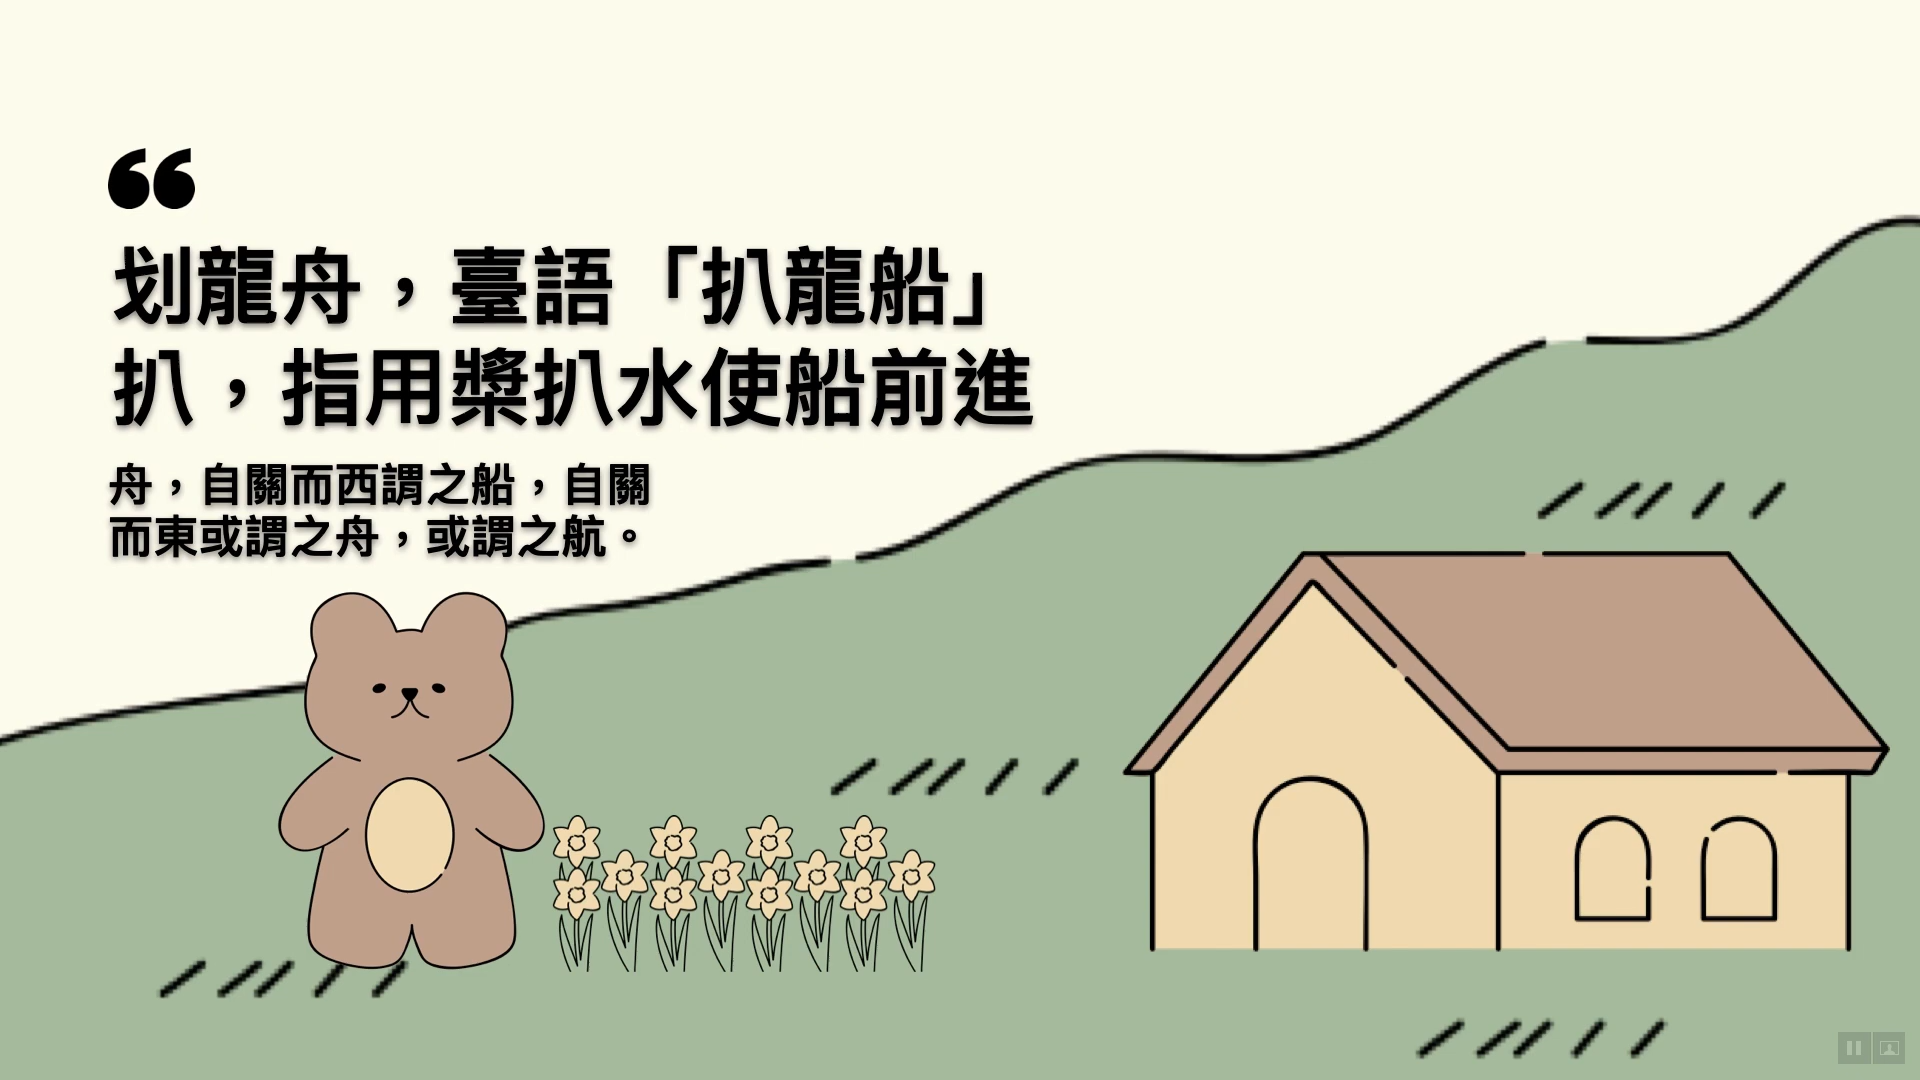 ❝
划龍舟，臺語「扒龍船」
扒，指用槳扒水使船前進
舟，自關而西謂之船，自關
而東或謂之舟，或謂之航。